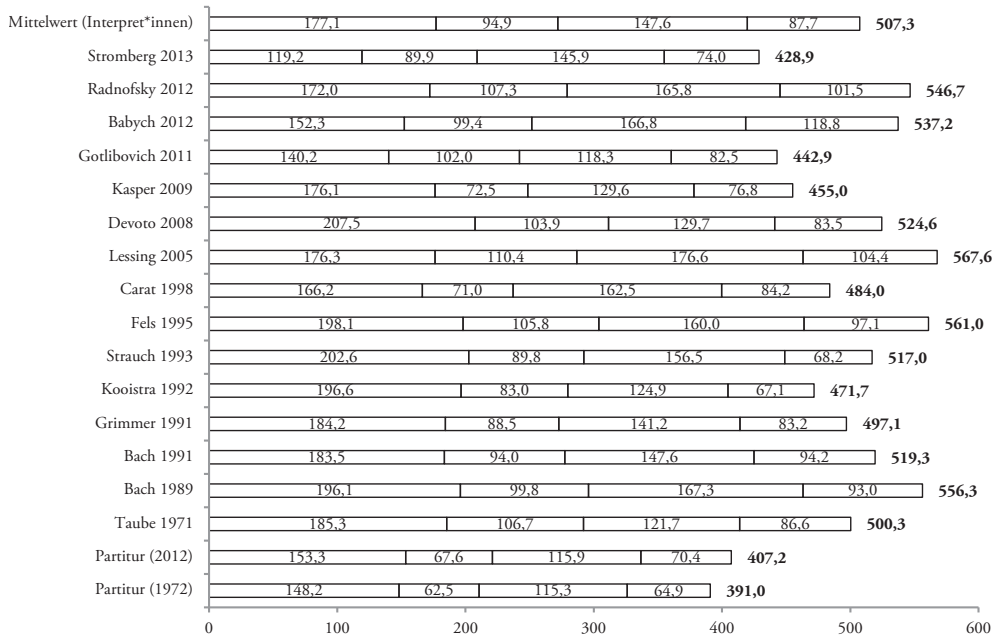 Mittelwert (Interpret*innen) 177,1 94,9 147,6 87,7 507,3
Stromberg 2013 119,2 89,9 145,9 74,0 428,9
Radnofsky 2012 172,0 107,3 165,8 101,5 546,7
Babych 2012 152,3 99,4 166,8 118,8 537,2
Gotlibovich 2011 140,2 102,0 118,3 82,5 442,9
Kasper 2009 176,1 72,5 129,6 76,8 455,0
Devoto 2008 207,5 103,9 129,7 83,5 524,6
Lessing 2005 176,3 110,4 176,6 104,4 567,6
Carat 1998 166,2 71,0 162,5 84,2 484,0
Fels 1995 198,1 105,8 160,0 97,1 561,0
Strauch 1993 202,6 89,8 156,5 68,2 517,0
Kooistra 1992 196,6 83,0 124,9 67,1 471,7
Grimmer 1991 184,2 88,5 141,2 83,2 497,1
Bach 1991 183,5 94,0 147,6 94,2 519,3
Bach 1989 196,1 99,8 167,3 93,0 556,3
Taube 1971 185,3 106,7 121,7 86,6 500,3
Partitur (2012) 153,3 67,6 115,9 70,4 407,2
Partitur (1972) 148,2 62,5 115,3 64,9 391,0
0 100 200 300 400 500 600